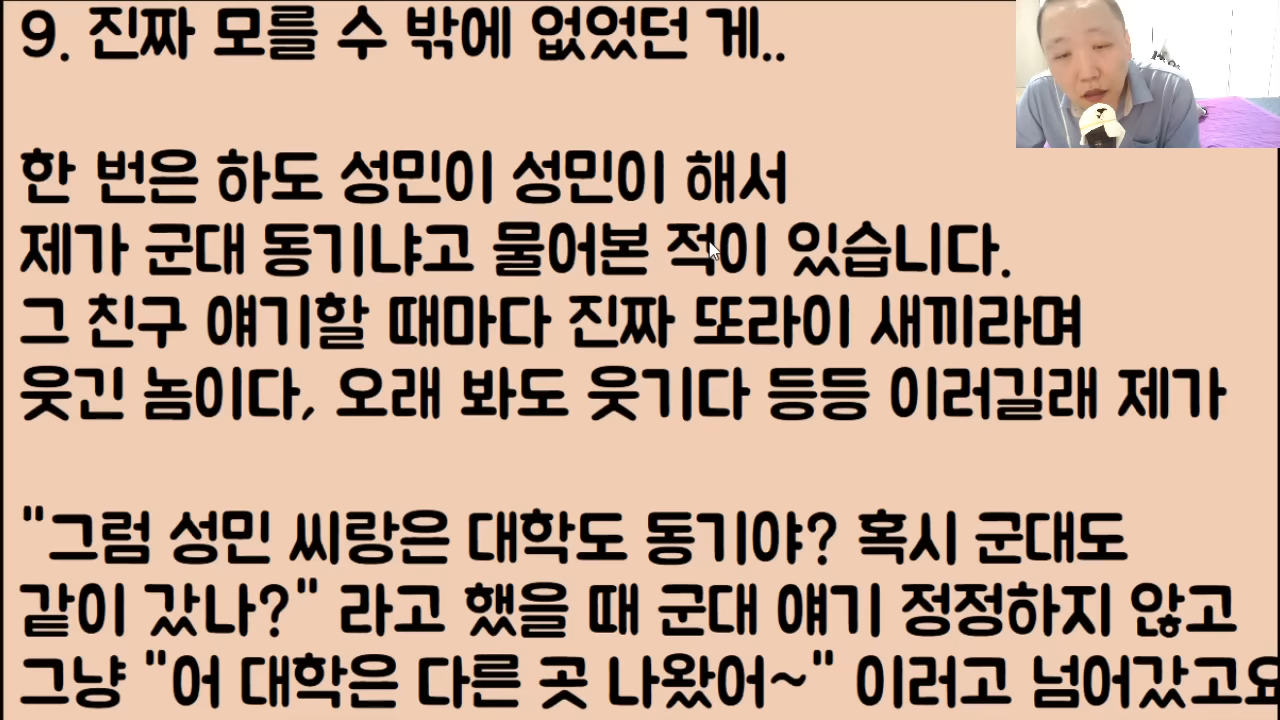 9. 진짜 모를 수 밖에 없었던 게..
한 번은 하도 성민이 성민이 해서
제가 군대 동기냐고 물어본 적이 있습니다.
그 친구 얘기할 때마다 진짜 또라이 새끼라며
웃긴 놈이다, 오래 봐도 웃기다 등등 이러길래 제가
"그럼 성민 씨랑은 대학도 동기야? 혹시 군대도
같이 갔나?" 라고 했을 때 군대 얘기 정정하지 않고
그냥 "어 대학은 다른 곳 나왔어~" 이러고 넘어갔고요